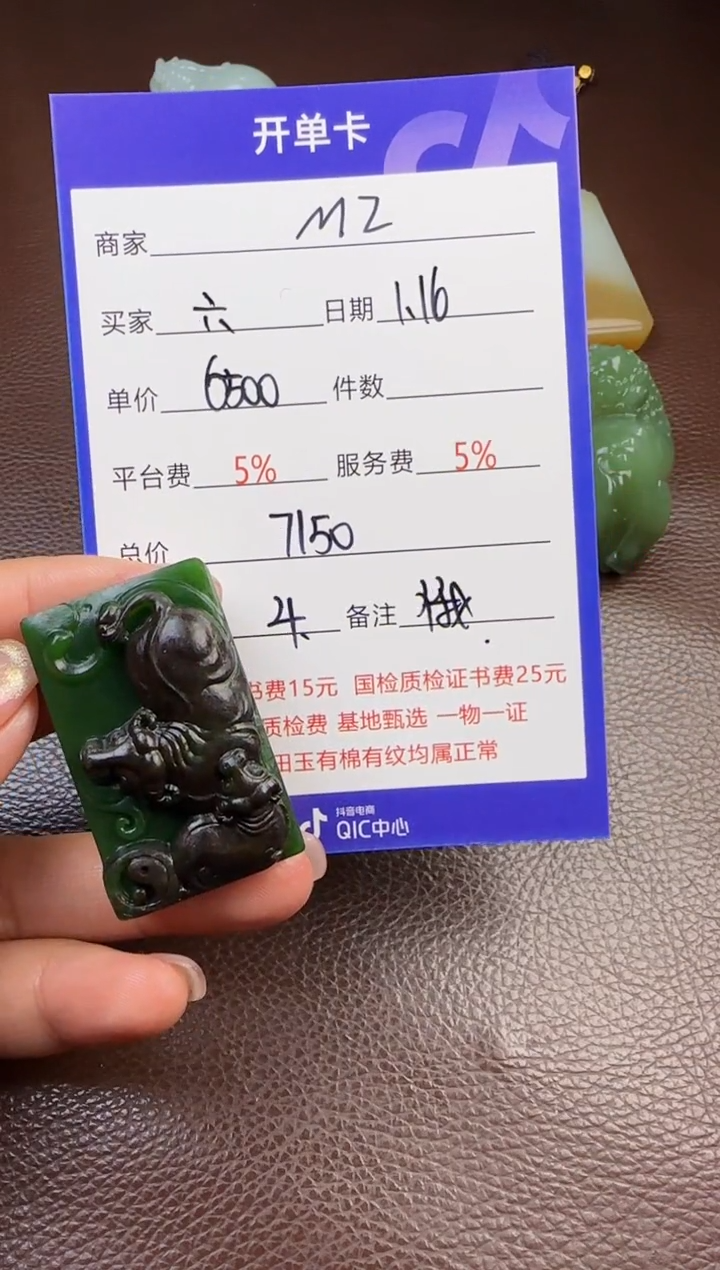 开单卡
商家 MZ
买家 六、 日期 1.16
单价 6500 件数
平台费 5% 服务费 5%
总价 7150
备注
书费15元 国检质检证书费25元
质检费 基地甄选 一物一证
田玉有棉有纹均属正常
抖音电商
QIC中心